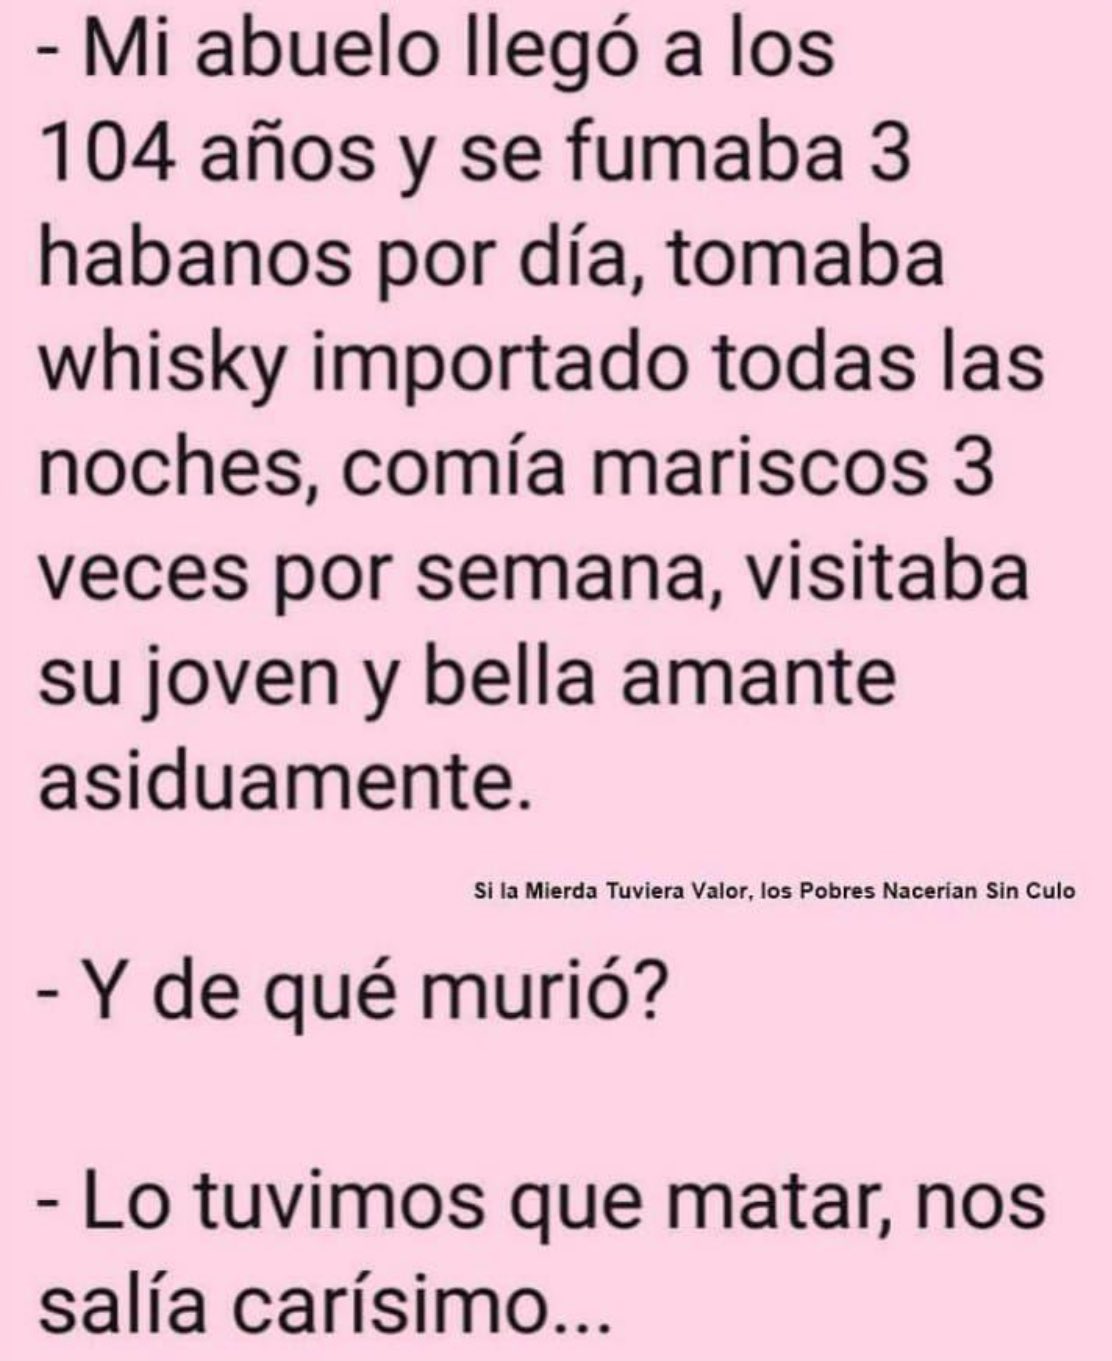 - Mi abuelo llegó a los
104 años y se fumaba 3
habanos por día, tomaba
whisky importado todas las
noches, comía mariscos 3
veces por semana, visitaba
su joven y bella amante
asiduamente.
Si la Mierda Tuviera Valor, los Pobres Nacerían Sin Culo
- Y de qué murió?
- Lo tuvimos que matar, nos
salía carísimo...